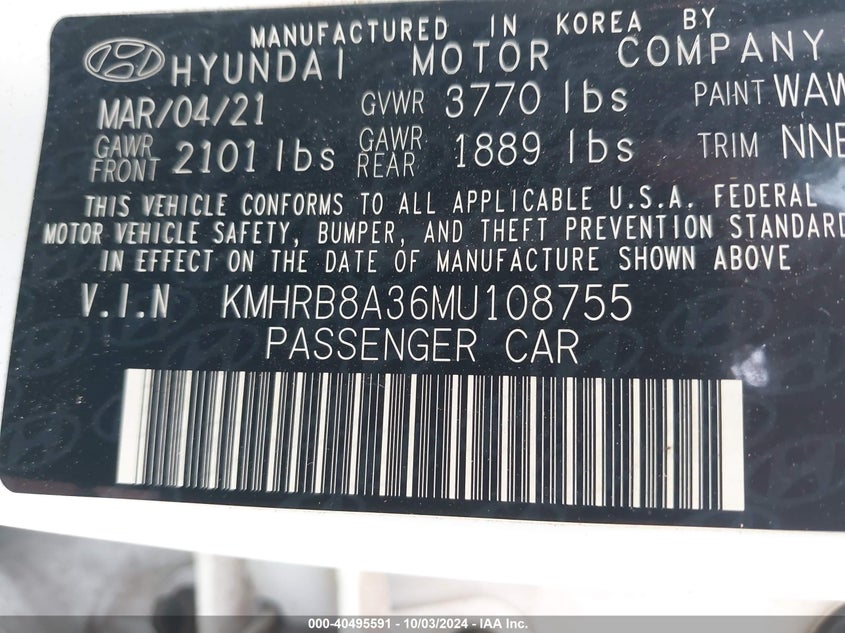 MANUFACTURED IN KOREA BY
HYUNDAI MOTOR COMPANY
MAR/04/21 GVWR 3770 lbs PAINT WAW
GAWR FRONT 2101 lbs GAWR REAR 1889 lbs TRIM NNB
THIS VEHICLE CONFORMS TO ALL APPLICABLE U.S.A. FEDERAL
MOTOR VEHICLE SAFETY, BUMPER, AND THEFT PREVENTION STANDARD
IN EFFECT ON THE DATE OF MANUFACTURE SHOWN ABOVE
V.I.N KMHRB8A36MU108755
PASSENGER CAR
000-40495591 - 10/03/2024 - IAA Inc.